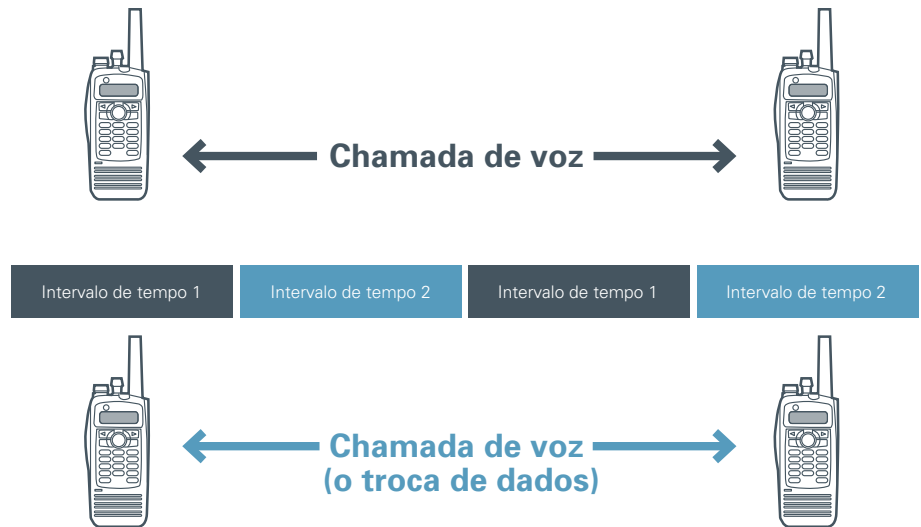 Chamada de voz
Intervalo de tempo 1
Intervalo de tempo 2
Intervalo de tempo 1
Intervalo de tempo 2
Chamada de voz
(o troca de dados)